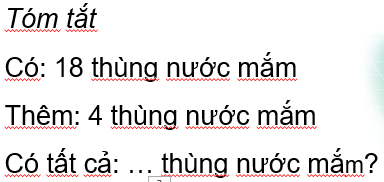 Tóm tắt
Có: 18 thùng nước mắm
Thêm: 4 thùng nước mắm
Có tất cả: … thùng nước mắm?